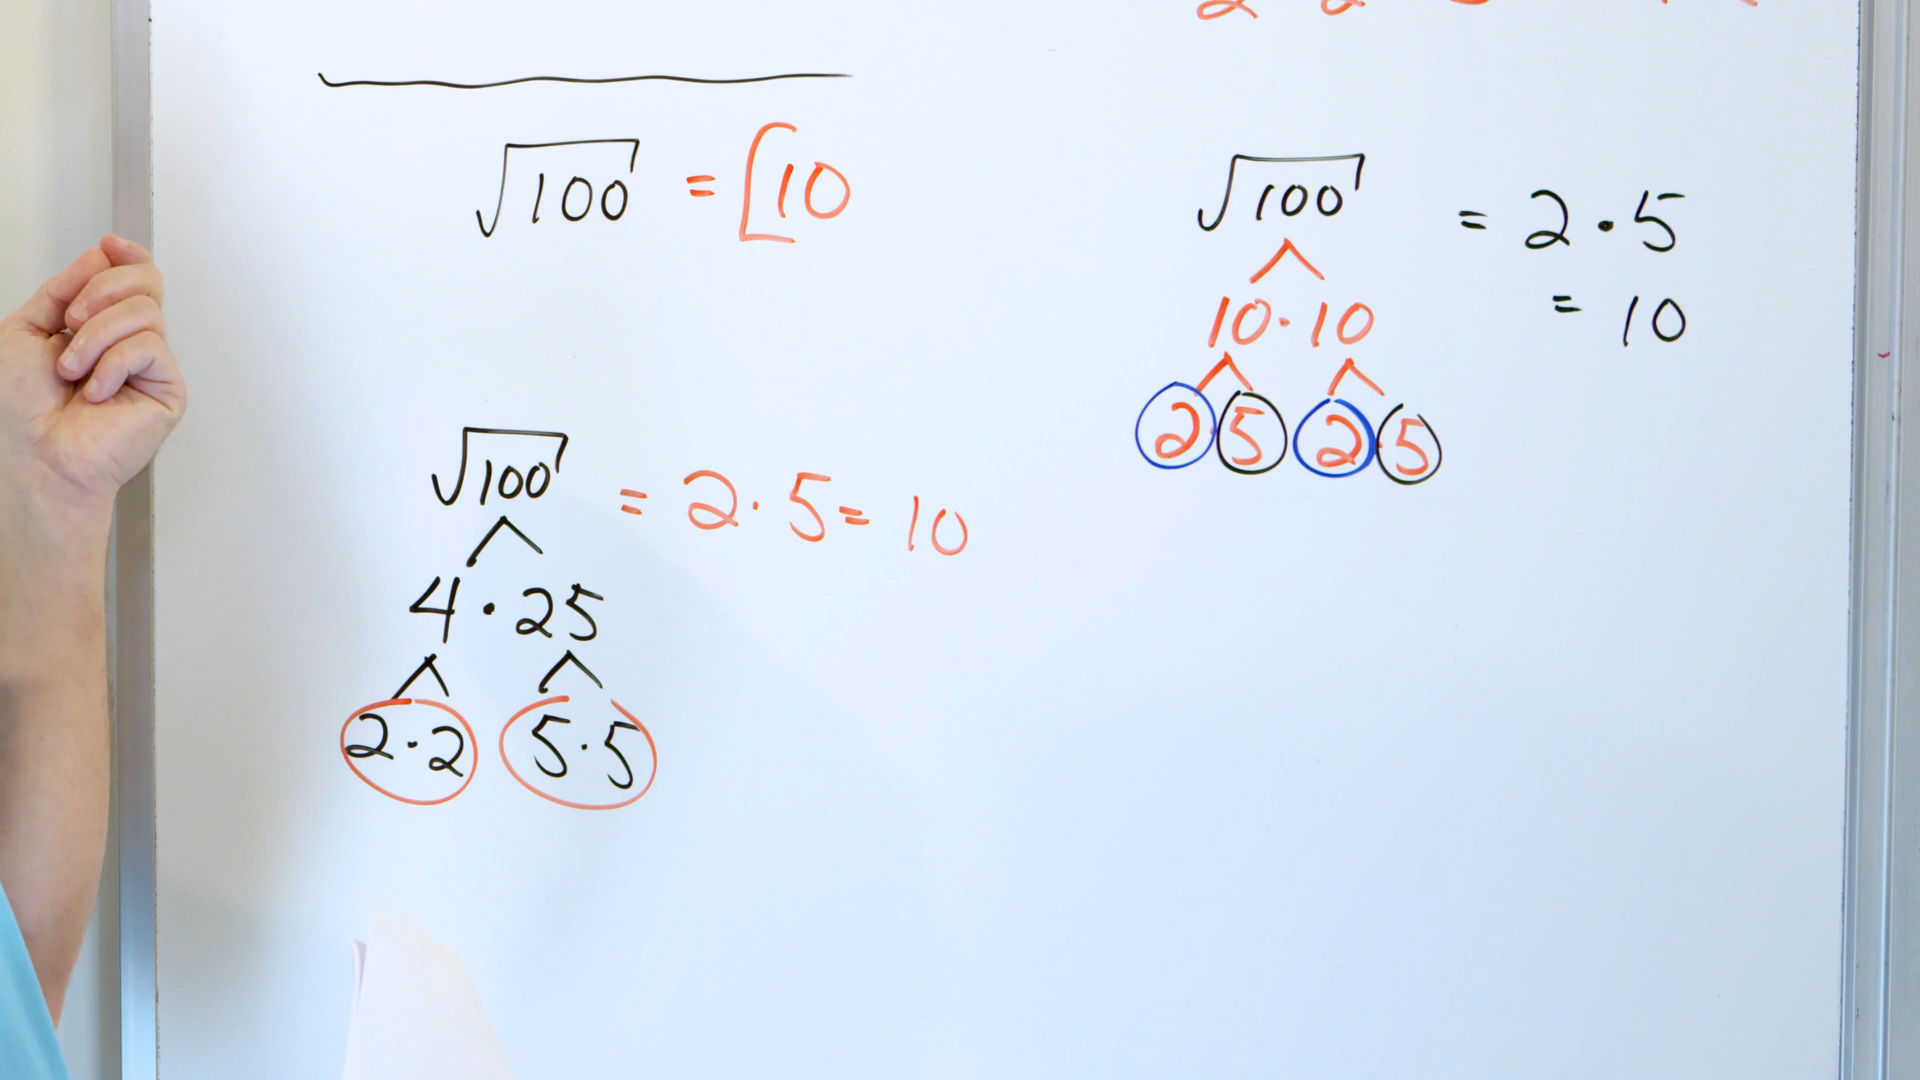 √100 = [10
√100 = 2·5 = 10
4·25
2·2 5·5
√100 = 2·5
= 10
10·10
2·5 2·5